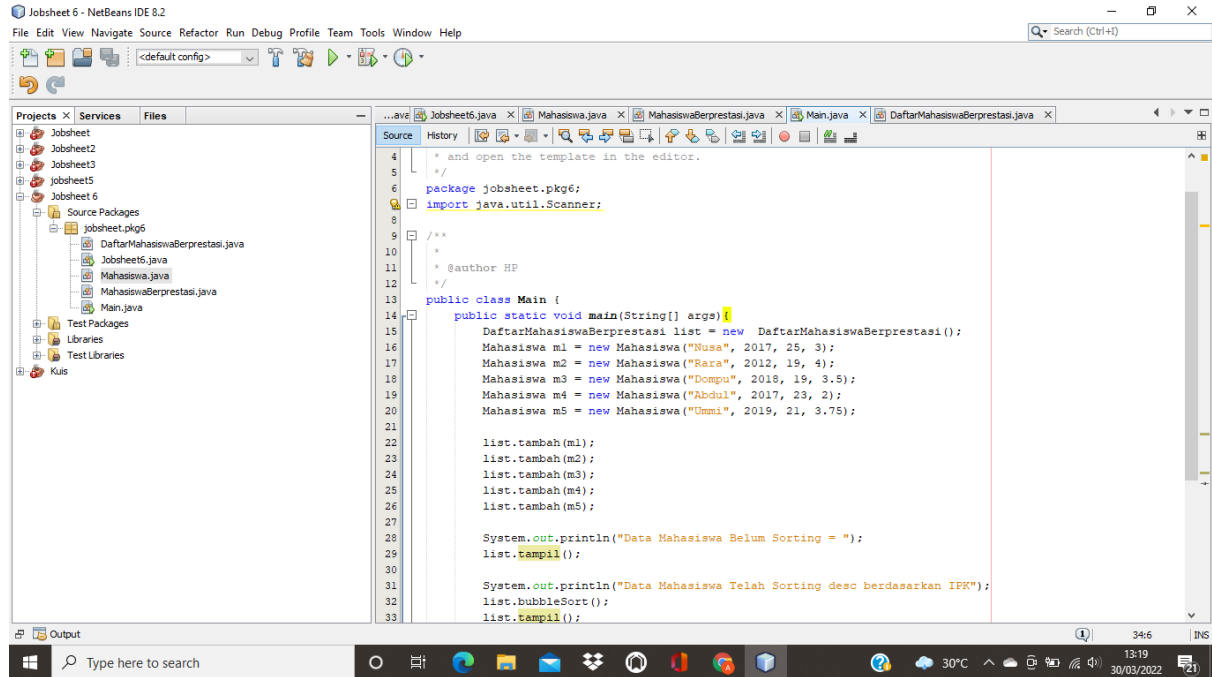 Jobsheet 6 - NetBeans IDE 8.2
File Edit View Navigate Source Refactor Run Debug Profile Team Tools Window Help
Search (Ctrl+I)
<default config>
Projects Services Files
Jobsheet
Jobsheet2
Jobsheet3
jobsheet5
Jobsheet 6
Source Packages
jobsheet.pkg6
DaftarMahasiswaBerprestasi.java
Jobsheet6.java
Mahasiswa.java
MahasiswaBerprestasi.java
Main.java
Test Packages
Libraries
Test Libraries
Kuis
...ava Jobsheet6.java Mahasiswa.java MahasiswaBerprestasi.java Main.java DaftarMahasiswaBerprestasi.java
Source History
4 * and open the template in the editor.
5 */
6 package jobsheet.pkg6;
import java.util.Scanner;
8
9 /**
10 *
11 * @author HP
12 */
13 public class Main {
14 public static void main(String[] args){
15 DaftarMahasiswaBerprestasi list = new  DaftarMahasiswaBerprestasi();
16 Mahasiswa m1 = new Mahasiswa("Nusa", 2017, 25, 3);
17 Mahasiswa m2 = new Mahasiswa("Rara", 2012, 19, 4);
18 Mahasiswa m3 = new Mahasiswa("Dompu", 2018, 19, 3.5);
19 Mahasiswa m4 = new Mahasiswa("Abdul", 2017, 23, 2);
20 Mahasiswa m5 = new Mahasiswa("Ummi", 2019, 21, 3.75);
21
22 list.tambah(m1);
23 list.tambah(m2);
24 list.tambah(m3);
25 list.tambah(m4);
26 list.tambah(m5);
27
28 System.out.println("Data Mahasiswa Belum Sorting = ");
29 list.tampil();
30
31 System.out.println("Data Mahasiswa Telah Sorting desc berdasarkan IPK");
32 list.bubbleSort();
33 list.tampil();
Output
1 34:6 INS
Type here to search
30°C
13:19
30/03/2022
21